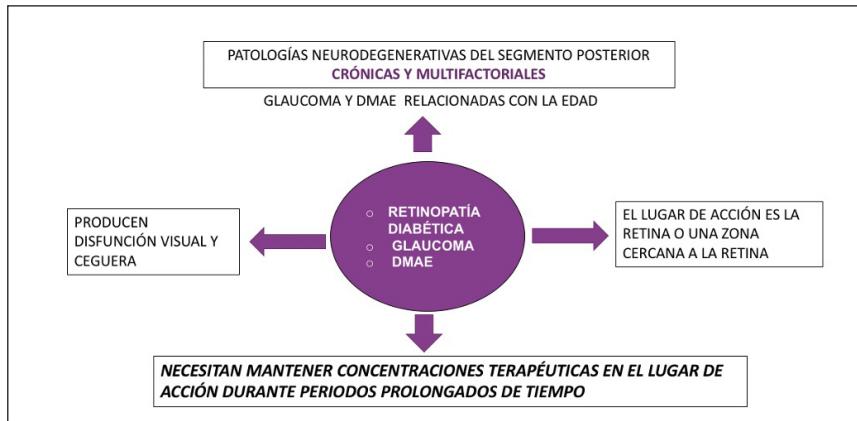 PATOLOGÍAS NEURODEGENERATIVAS DEL SEGMENTO POSTERIOR
CRÓNICAS Y MULTIFACTORIALES
GLAUCOMA Y DMAE RELACIONADAS CON LA EDAD
PRODUCEN
DISFUNCIÓN VISUAL Y
CEGUERA
o RETINOPATÍA
DIABÉTICA
o GLAUCOMA
o DMAE
EL LUGAR DE ACCIÓN ES LA
RETINA O UNA ZONA
CERCANA A LA RETINA
NECESITAN MANTENER CONCENTRACIONES TERAPÉUTICAS EN EL LUGAR DE
ACCIÓN DURANTE PERIODOS PROLONGADOS DE TIEMPO